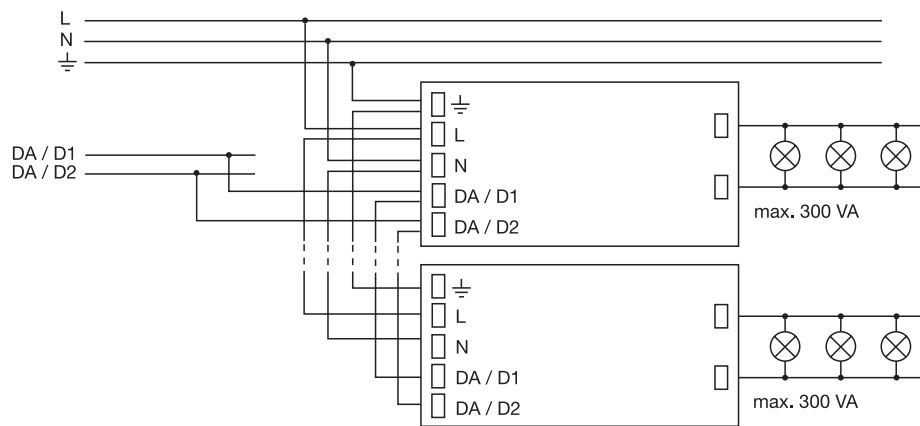 L
N
⏚
⏚
L
DA / D1
N
DA / D2
DA / D1
max. 300 VA
DA / D2
⏚
L
N
DA / D1
max. 300 VA
DA / D2